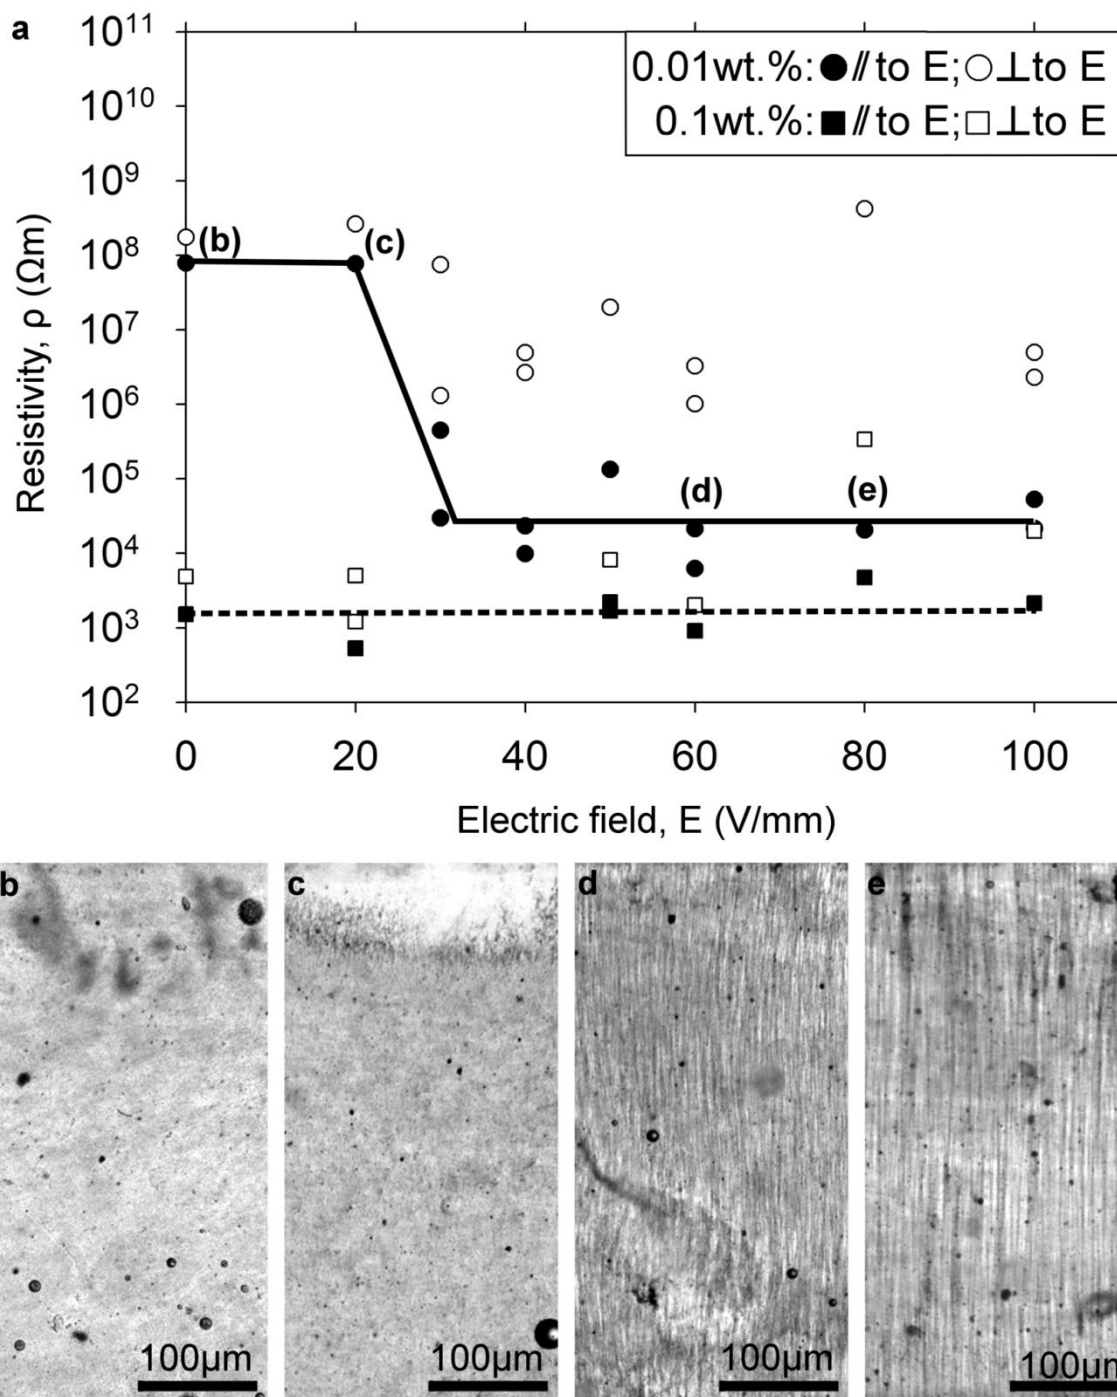 a
0.01wt.%: ●⫽ to E; ○⊥to E
0.1wt.%: ■⫽ to E; □⊥to E
10¹¹
10¹⁰
10⁹
10⁸
10⁷
10⁶
10⁵
10⁴
10³
10²
Resistivity, ρ (Ωm)
(b)
(c)
(d)
(e)
0 20 40 60 80 100
Electric field, E (V/mm)
b c d e
100µm 100µm 100µm 100µm